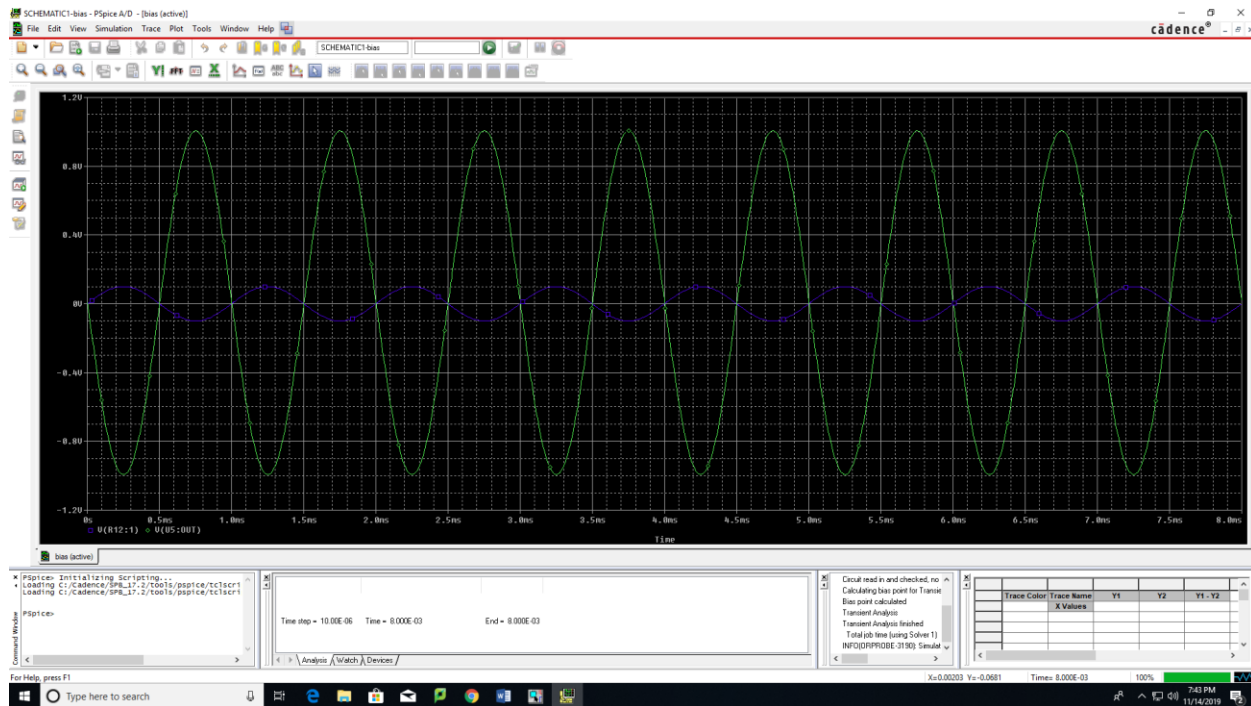 SCHEMATIC1-bias - PSpice A/D - [bias (active)]
File Edit View Simulation Trace Plot Tools Window Help
cādence®
SCHEMATIC1-bias
1.2V
0.8V
0.4V
0V
-0.4V
-0.8V
-1.2V
0s 0.5ms 1.0ms 1.5ms 2.0ms 2.5ms 3.0ms 3.5ms 4.0ms 4.5ms 5.0ms 5.5ms 6.0ms 6.5ms 7.0ms 7.5ms 8.0ms
V(R12:1) V(U5:OUT)
Time
bias (active)
PSpice> Initializing Scripting...
Loading C:/Cadence/SPB_17.2/tools/pspice/tclscri
Loading C:/Cadence/SPB_17.2/tools/pspice/tclscri
PSpice>
Command Window
Time step = 10.00E-06 Time = 8.000E-03 End = 8.000E-03
Analysis Watch Devices
Circuit read in and checked, no
Calculating bias point for Transie
Bias point calculated
Transient Analysis
Transient Analysis finished
Total job time (using Solver 1)
INFO(ORPROBE-3190): Simulat
Trace Color Trace Name Y1 Y2 Y1 - Y2
X Values
For Help, press F1
X=0.00203 Y=-0.0681 Time= 8.000E-03 100%
Type here to search
7:43 PM
11/14/2019